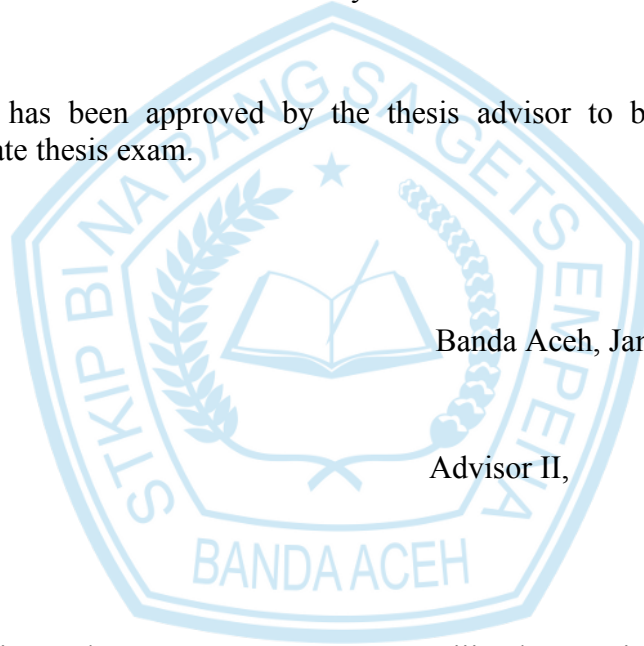 has been approved by the thesis advisor to b
ate thesis exam.
STKIP BINA BANGSA GETSEMPENA
Banda Aceh, Jan
Advisor II,
BANDA ACEH